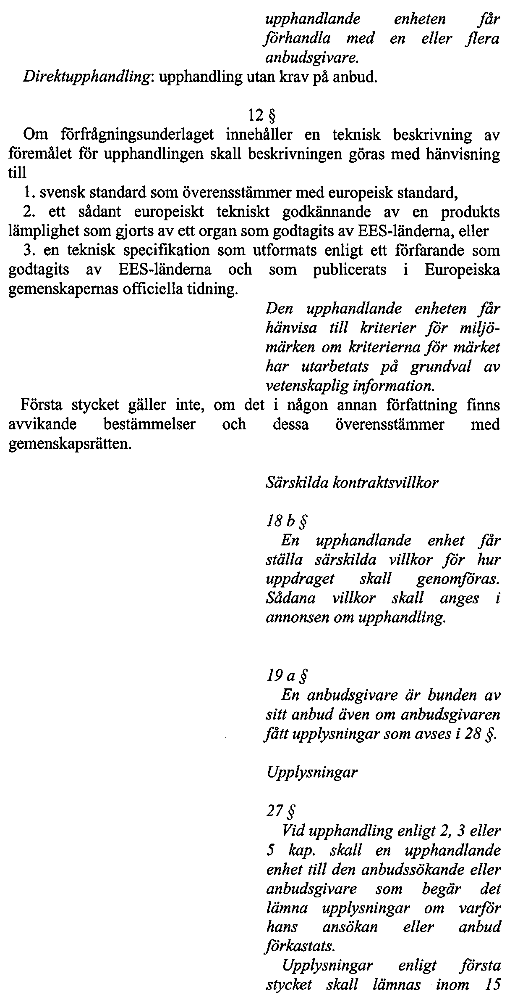 upphandlande enheten får
förhandla med en eller flera
anbudsgivare.
Direktupphandling: upphandling utan krav på anbud.
12 §
Om förfrågningsunderlaget innehåller en teknisk beskrivning av
föremålet för upphandlingen skall beskrivningen göras med hänvisning
till
1. svensk standard som överensstämmer med europeisk standard,
2. ett sådant europeiskt tekniskt godkännande av en produkts
lämplighet som gjorts av ett organ som godtagits av EES-länderna, eller
3. en teknisk specifikation som utformats enligt ett förfarande som
godtagits av EES-länderna och som publicerats i Europeiska
gemenskapernas officiella tidning.
Den upphandlande enheten får
hänvisa till kriterier för miljö-
märken om kriterierna för märket
har utarbetats på grundval av
vetenskaplig information.
Första stycket gäller inte, om det i någon annan författning finns
avvikande bestämmelser och dessa överensstämmer med
gemenskapsrätten.
Särskilda kontraktsvillkor
18 b §
En upphandlande enhet får
ställa särskilda villkor för hur
uppdraget skall genomföras.
Sådana villkor skall anges i
annonsen om upphandling.
19 a §
En anbudsgivare är bunden av
sitt anbud även om anbudsgivaren
fått upplysningar som avses i 28 §.
Upplysningar
27 §
Vid upphandling enligt 2, 3 eller
5 kap. skall en upphandlande
enhet till den anbudssökande eller
anbudsgivare som begär det
lämna upplysningar om varför
hans ansökan eller anbud
förkastats.
Upplysningar enligt första
stycket skall lämnas inom 15